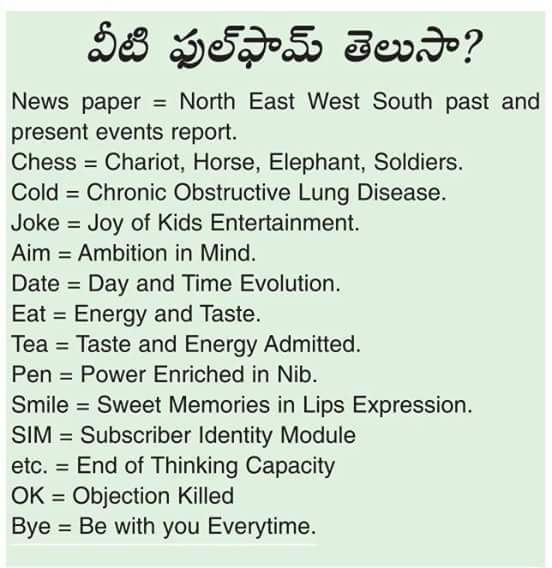 వీటి ఫుల్‌ఫామ్ తెలుసా?
News paper = North East West South past and
present events report.
Chess = Chariot, Horse, Elephant, Soldiers.
Cold = Chronic Obstructive Lung Disease.
Joke = Joy of Kids Entertainment.
Aim = Ambition in Mind.
Date = Day and Time Evolution.
Eat = Energy and Taste.
Tea = Taste and Energy Admitted.
Pen = Power Enriched in Nib.
Smile = Sweet Memories in Lips Expression.
SIM = Subscriber Identity Module
etc. = End of Thinking Capacity
OK = Objection Killed
Bye = Be with you Everytime.